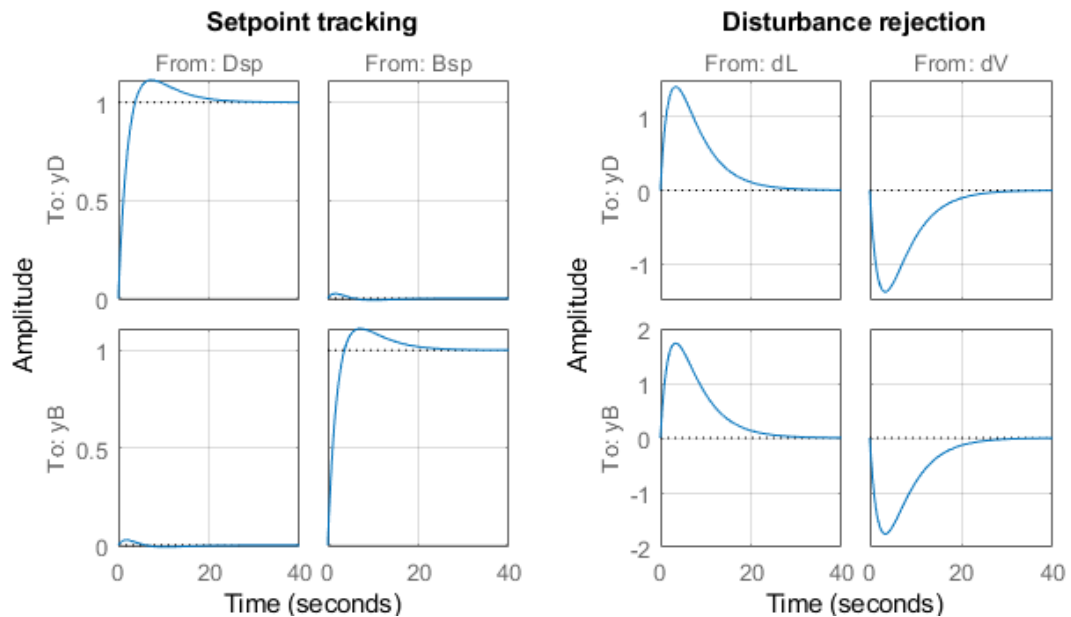 Setpoint tracking
From: Dsp
From: Bsp
To: yD
1
0.5
0
To: yB
1
0.5
0
0
20
40
0
20
40
Amplitude
Time (seconds)
Disturbance rejection
From: dL
From: dV
To: yD
1
0
-1
To: yB
2
1
0
-1
-2
0
20
40
0
20
40
Amplitude
Time (seconds)